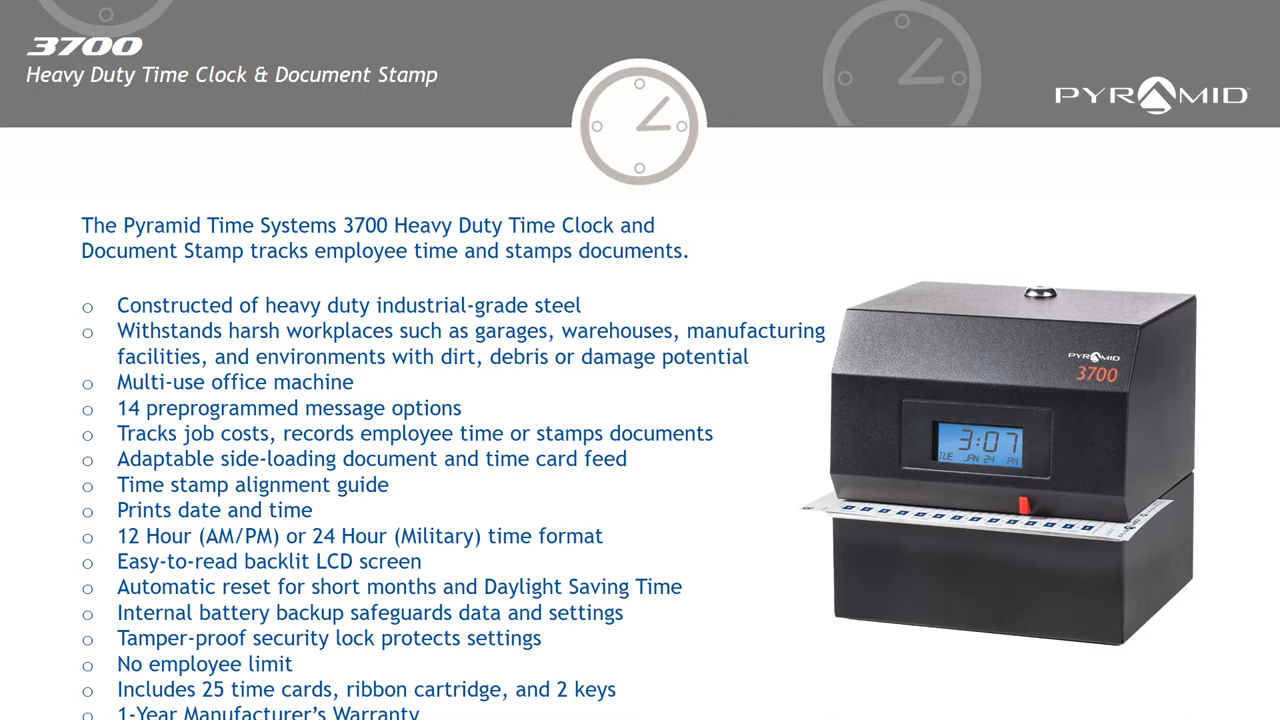 3700
Heavy Duty Time Clock & Document Stamp
PYRAMID
The Pyramid Time Systems 3700 Heavy Duty Time Clock and
Document Stamp tracks employee time and stamps documents.
o Constructed of heavy duty industrial-grade steel
o Withstands harsh workplaces such as garages, warehouses, manufacturing
facilities, and environments with dirt, debris or damage potential
o Multi-use office machine
o 14 preprogrammed message options
o Tracks job costs, records employee time or stamps documents
o Adaptable side-loading document and time card feed
o Time stamp alignment guide
o Prints date and time
o 12 Hour (AM/PM) or 24 Hour (Military) time format
o Easy-to-read backlit LCD screen
o Automatic reset for short months and Daylight Saving Time
o Internal battery backup safeguards data and settings
o Tamper-proof security lock protects settings
o No employee limit
o Includes 25 time cards, ribbon cartridge, and 2 keys
o 1-Year Manufacturer's Warranty
PYRAMID
3700
3:07
TUE JAN 24 PM